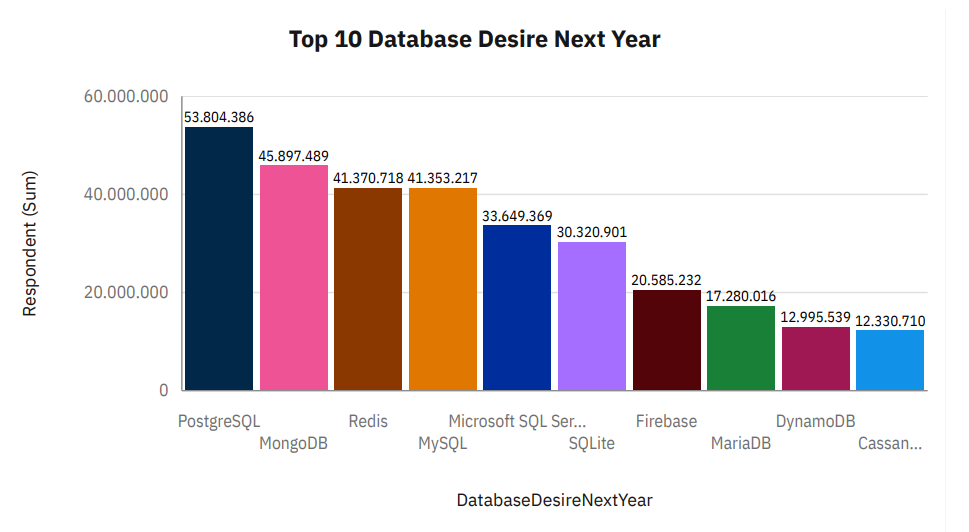 Top 10 Database Desire Next Year
Respondent (Sum)
60.000.000
40.000.000
20.000.000
0
53.804.386
45.897.489
41.370.718
41.353.217
33.649.369
30.320.901
20.585.232
17.280.016
12.995.539
12.330.710
PostgreSQL
MongoDB
Redis
MySQL
Microsoft SQL Ser...
SQLite
Firebase
MariaDB
DynamoDB
Cassan...
DatabaseDesireNextYear